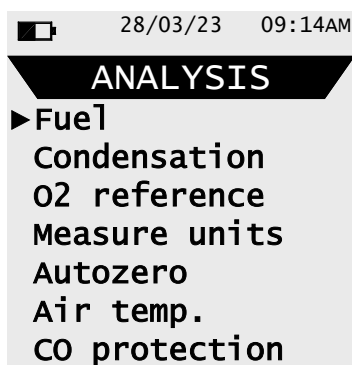 28/03/23 09:14AM
ANALYSIS
►Fuel
Condensation
O2 reference
Measure units
Autozero
Air temp.
CO protection